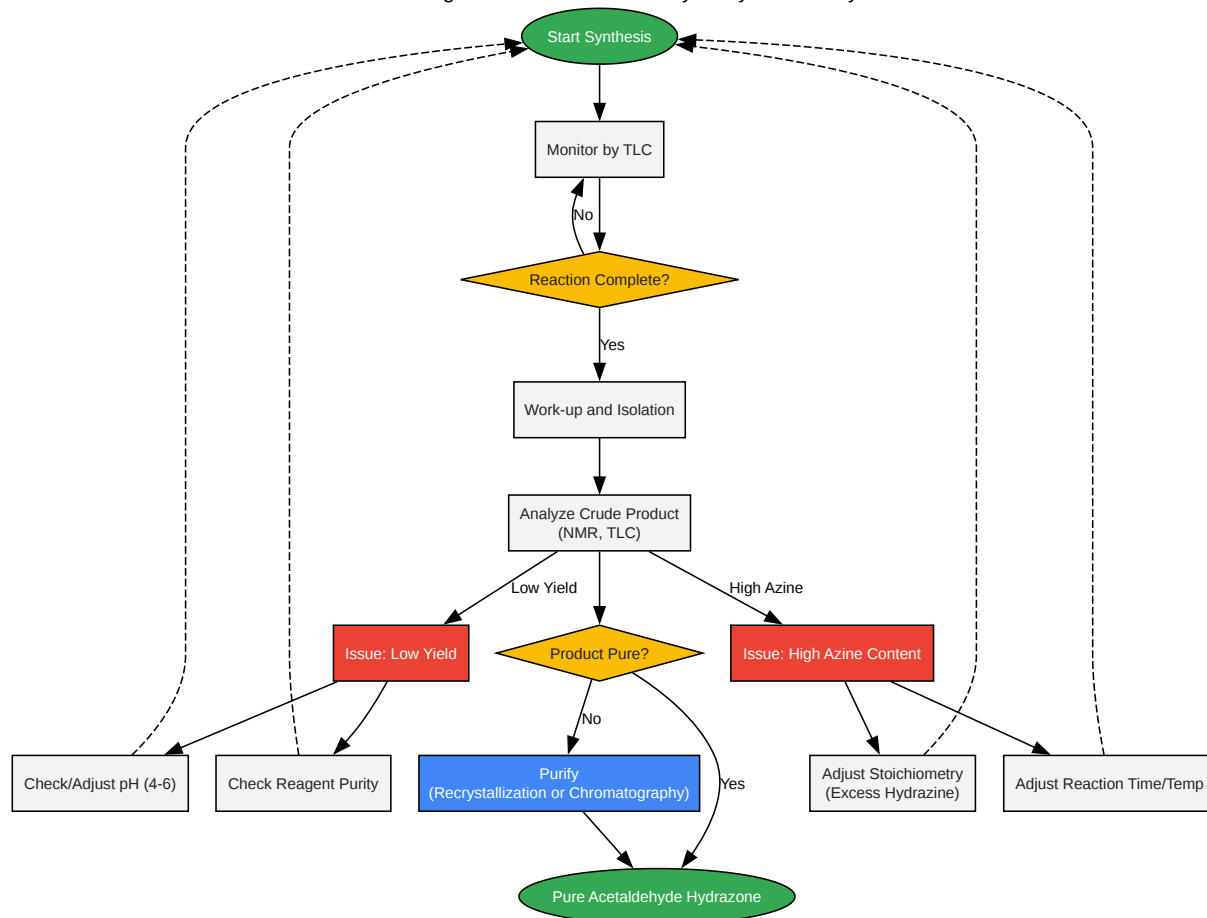 Start Synthesis
Monitor by TLC
No
Reaction Complete?
Yes
Work-up and Isolation
Analyze Crude Product
(NMR, TLC)
Low Yield
High Azine
Issue: Low Yield
Product Pure?
Issue: High Azine Content
No
Check/Adjust pH (4-6)
Check Reagent Purity
Purify
(Recrystallization or Chromatography)
Yes
Adjust Stoichiometry
(Excess Hydrazine)
Adjust Reaction Time/Temp
Pure Acetaldehyde Hydrazone